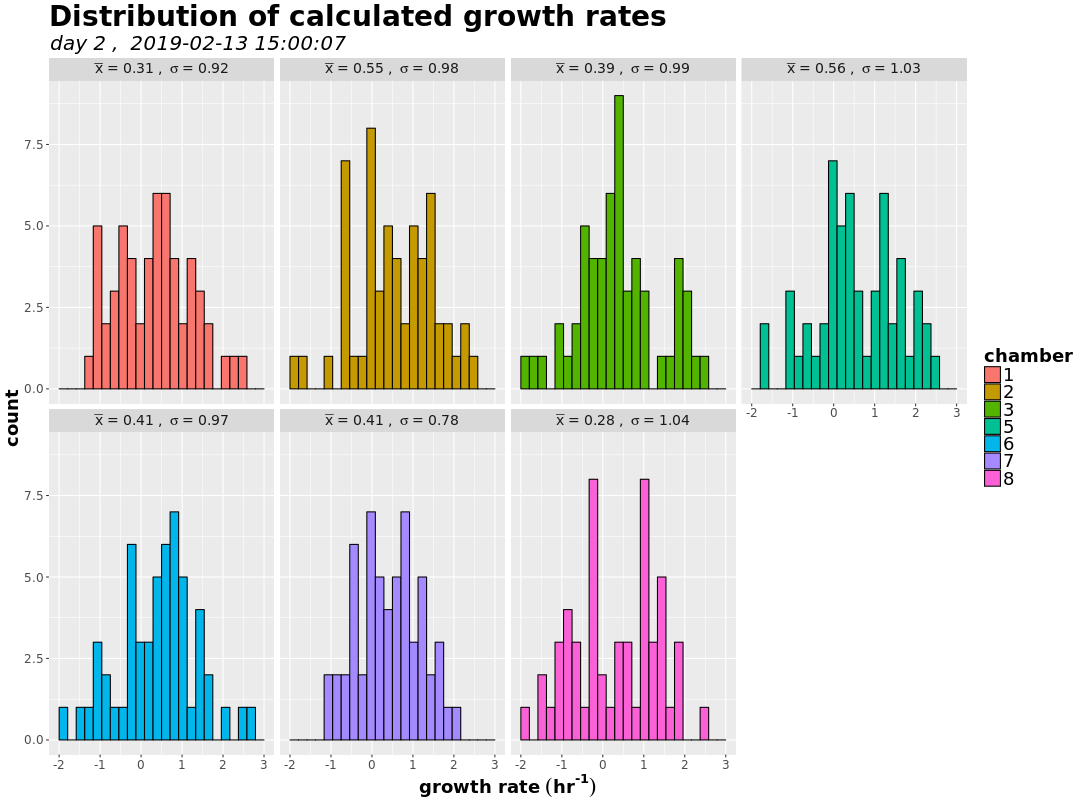 Distribution of calculated growth rates
day 2 , 2019-02-13 15:00:07
x̅ = 0.31 , σ = 0.92
x̅ = 0.55 , σ = 0.98
x̅ = 0.39 , σ = 0.99
x̅ = 0.56 , σ = 1.03
7.5
5.0
2.5
0.0
-2 -1 0 1 2 3
x̅ = 0.41 , σ = 0.97
x̅ = 0.41 , σ = 0.78
x̅ = 0.28 , σ = 1.04
7.5
5.0
2.5
0.0
-2 -1 0 1 2 3
-2 -1 0 1 2 3
-2 -1 0 1 2 3
count
growth rate (hr⁻¹)
chamber
1
2
3
5
6
7
8